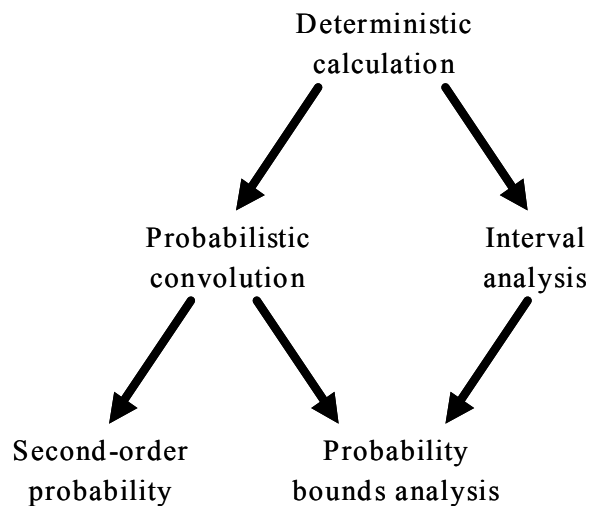 Deterministic
calculation
Probabilistic
convolution
Interval
analysis
Second-order
probability
Probability
bounds analysis